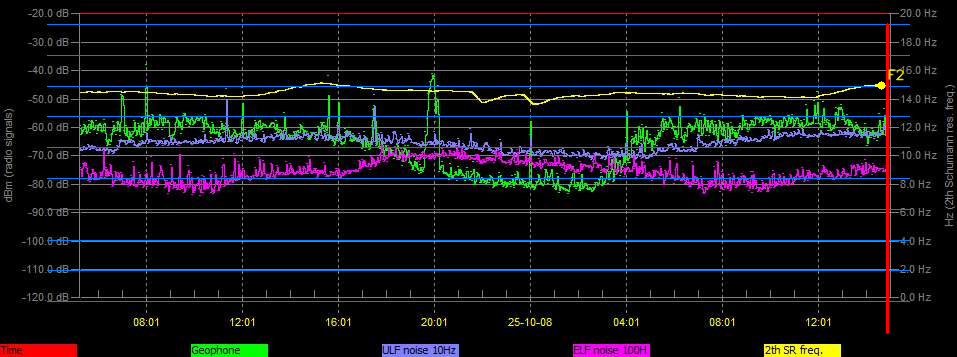 -20.0 dB 20.0 Hz
-30.0 dB 18.0 Hz
-40.0 dB 16.0 Hz
F2
-50.0 dB 14.0 Hz
-60.0 dB 12.0 Hz
-70.0 dB 10.0 Hz
-80.0 dB 8.0 Hz
-90.0 dB 6.0 Hz
-100.0 dB 4.0 Hz
-110.0 dB 2.0 Hz
-120.0 dB 0.0 Hz
dBm (radio signals)
Hz (2th Schumann res. freq.)
08:01 12:01 16:01 20:01 25-10-08 04:01 08:01 12:01
Time Geophone ULF noise 10Hz ELF noise 100H 2th SR freq.